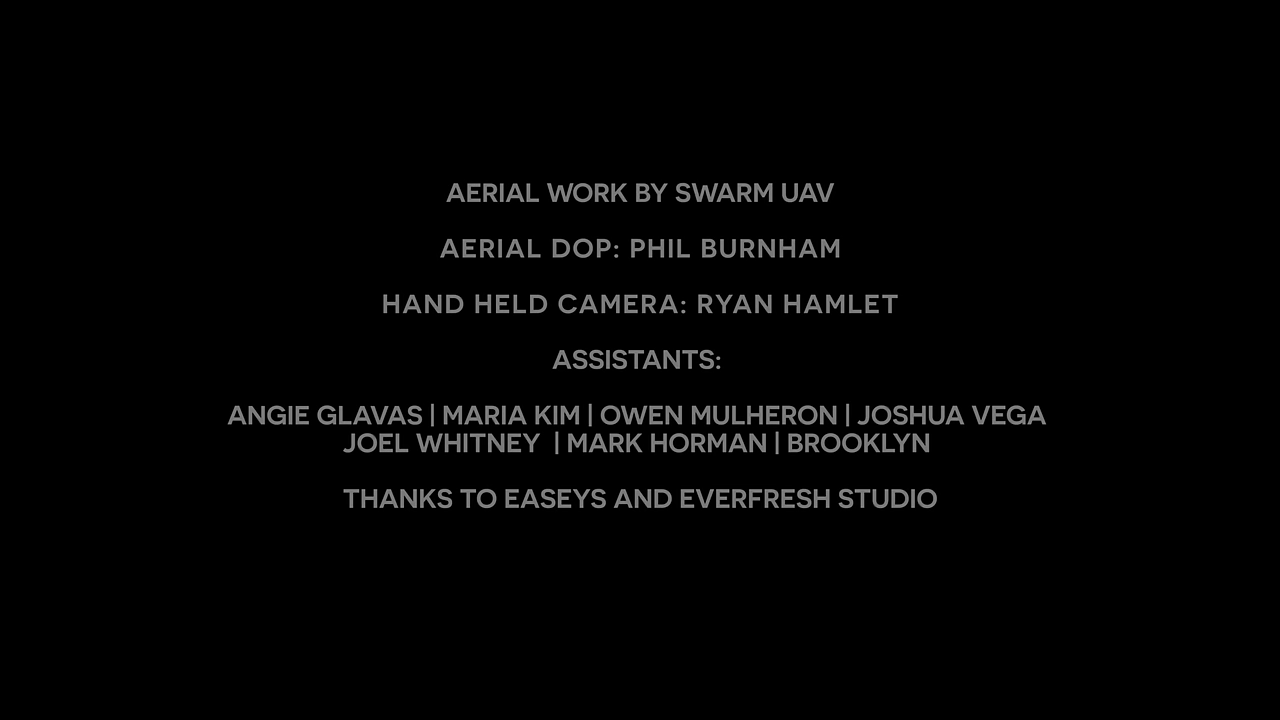 AERIAL WORK BY SWARM UAV
AERIAL DOP: PHIL BURNHAM
HAND HELD CAMERA: RYAN HAMLET
ASSISTANTS:
ANGIE GLAVAS | MARIA KIM | OWEN MULHERON | JOSHUA VEGA
JOEL WHITNEY | MARK HORMAN | BROOKLYN
THANKS TO EASEYS AND EVERFRESH STUDIO